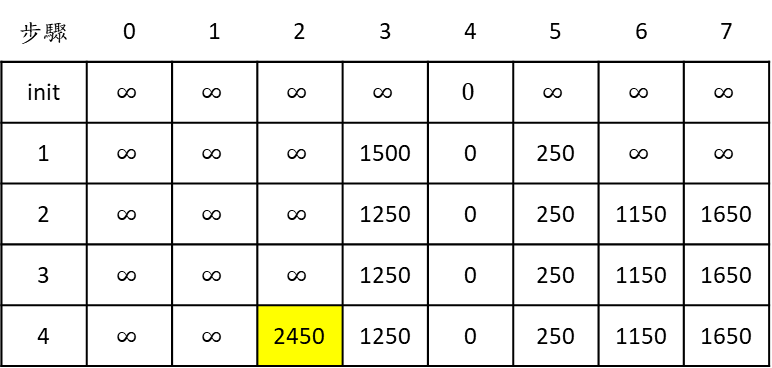 步驟 0 1 2 3 4 5 6 7
init ∞ ∞ ∞ ∞ 0 ∞ ∞ ∞
1 ∞ ∞ ∞ 1500 0 250 ∞ ∞
2 ∞ ∞ ∞ 1250 0 250 1150 1650
3 ∞ ∞ ∞ 1250 0 250 1150 1650
4 ∞ ∞ 2450 1250 0 250 1150 1650